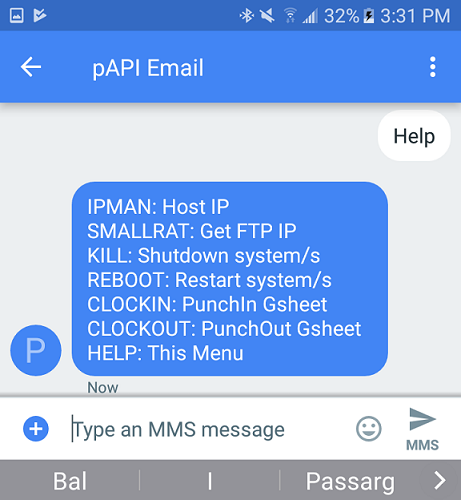 32% 3:31 PM
pAPI Email
Help
IPMAN: Host IP
SMALLRAT: Get FTP IP
KILL: Shutdown system/s
REBOOT: Restart system/s
CLOCKIN: PunchIn Gsheet
CLOCKOUT: PunchOut Gsheet
HELP: This Menu
P
Now
Type an MMS message
MMS
Bal I Passarg